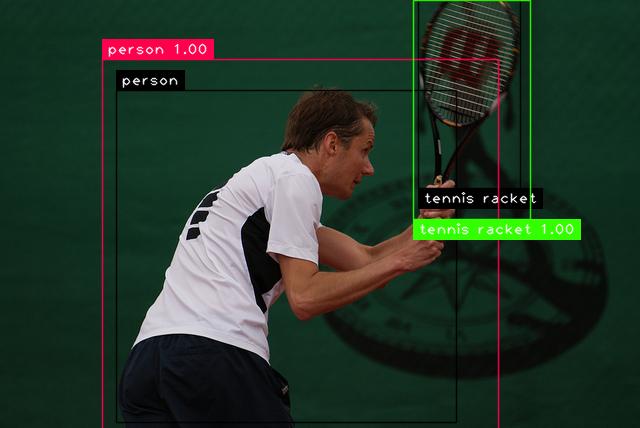 person 1.00
person
W
tennis racket
tennis racket 1.00